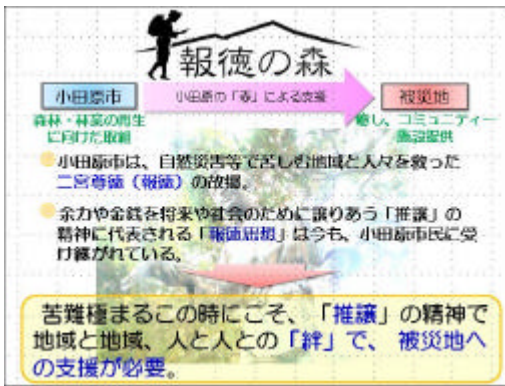 報徳の森
小田原市
小田原の「春」による支援
被災地
森林・林業の再生
に向けた取組
癒し、コミュニティー
施設提供
小田原市は、自然災害等で苦しむ地域と人々を救った
二宮尊徳(報徳)の故郷。
余力や金銭を将来や社会のために譲りあう「推譲」の
精神に代表される「報徳思想」は今も、小田原市民に受
け継がれている。
苦難極まるこの時にこそ、「推譲」の精神で
地域と地域、人と人との「絆」で、 被災地へ
の支援が必要。